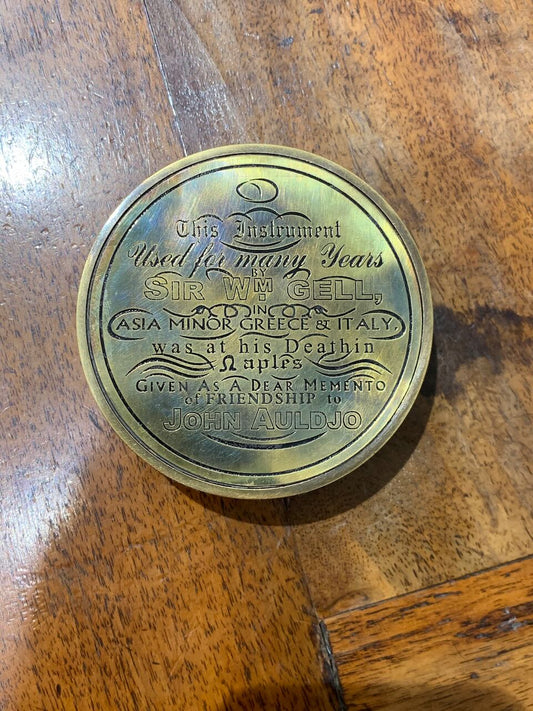 This Instrument
Used for many Years
BY
SIR WM. GELL,
IN
ASIA MINOR GREECE & ITALY.
was at his Deathin
Naples
GIVEN AS A DEAR MEMENTO
of FRIENDSHIP to
JOHN AULDJO